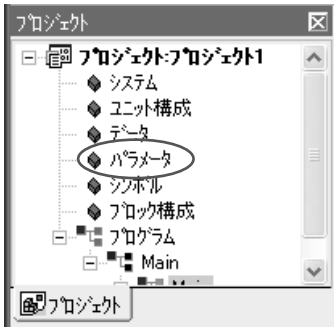 プロジェクト
プロジェクト:プロジェクト1
システム
ユニット構成
データ
パラメータ
シンボル
ブロック構成
プログラム
Main
プロジェクト